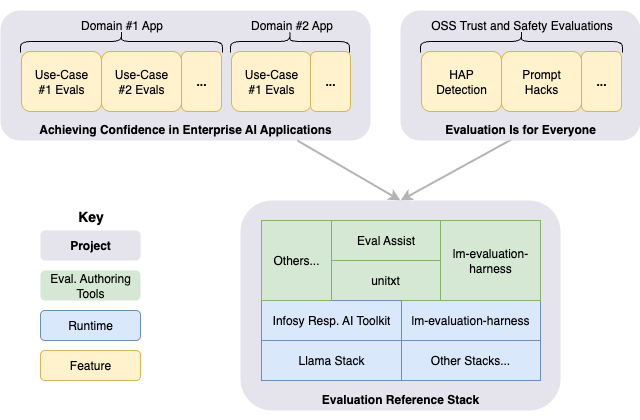 Domain #1 App
Domain #2 App
Use-Case
#1 Evals
Use-Case
#2 Evals
...
Use-Case
#1 Evals
...
Achieving Confidence in Enterprise AI Applications
OSS Trust and Safety Evaluations
HAP
Detection
Prompt
Hacks
...
Evaluation Is for Everyone
Key
Project
Eval. Authoring
Tools
Runtime
Feature
Others...
Eval Assist
unitxt
lm-evaluation-
harness
Infosy Resp. AI Toolkit
lm-evaluation-harness
Llama Stack
Other Stacks...
Evaluation Reference Stack